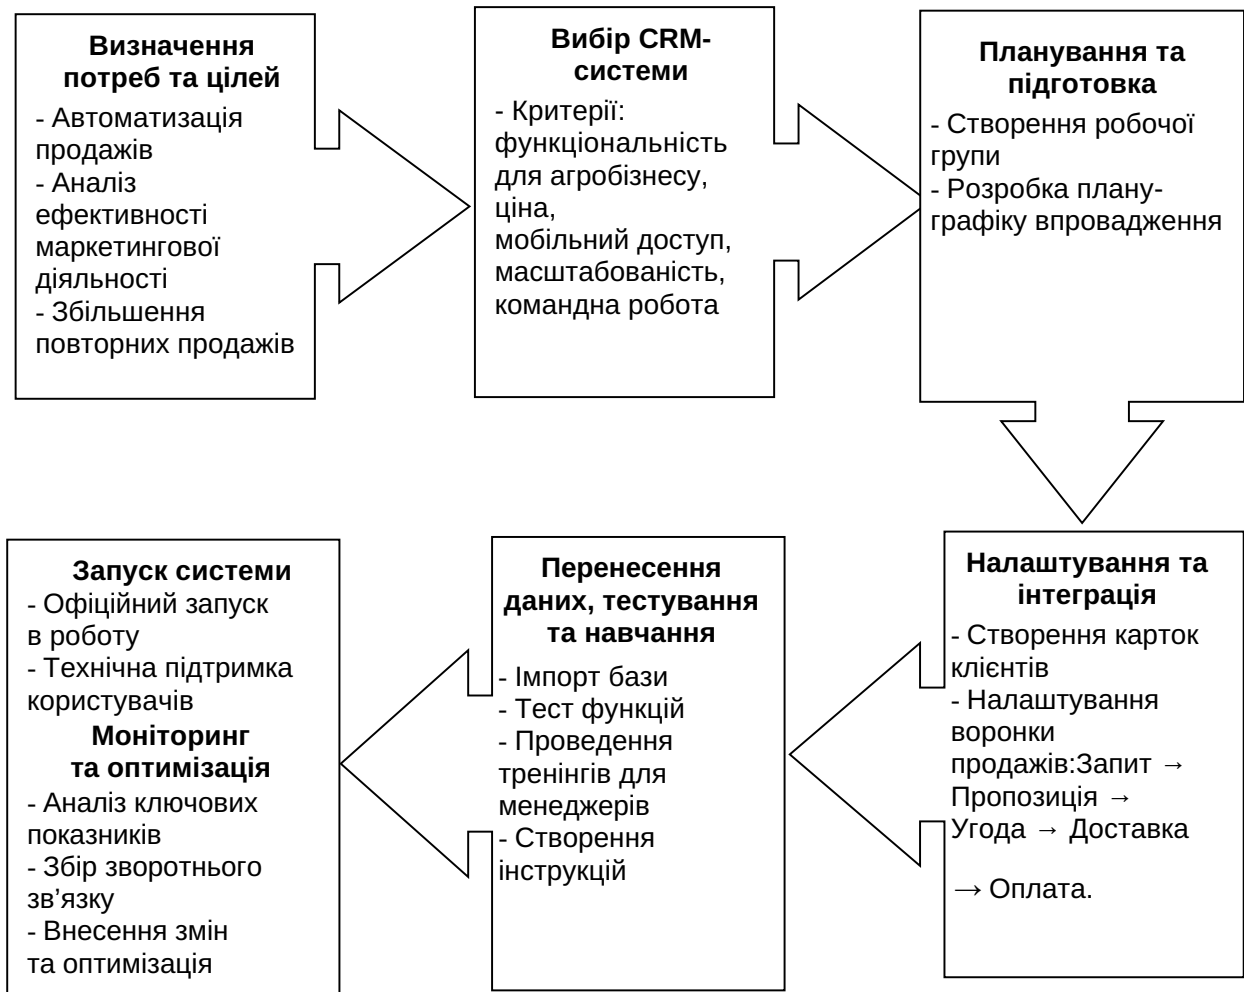 Визначення
потреб та цілей
- Автоматизація
продажів
- Аналіз
ефективності
маркетингової
діяльності
- Збільшення
повторних продажів
Вибір CRM-
системи
- Критерії:
функціональність
для агробізнесу,
ціна,
мобільний доступ,
масштабованість,
командна робота
Планування та
підготовка
- Створення робочої
групи
- Розробка плану-
графіку впровадження
Налаштування та
інтеграція
- Створення карток
клієнтів
- Налаштування
воронки
продажів:Запит →
Пропозиція →
Угода → Доставка
→ Оплата.
Перенесення
даних, тестування
та навчання
- Імпорт бази
- Тест функцій
- Проведення
тренінгів для
менеджерів
- Створення
інструкцій
Запуск системи
- Офіційний запуск
в роботу
- Технічна підтримка
користувачів
Моніторинг
та оптимізація
- Аналіз ключових
показників
- Збір зворотнього
зв’язку
- Внесення змін
та оптимізація